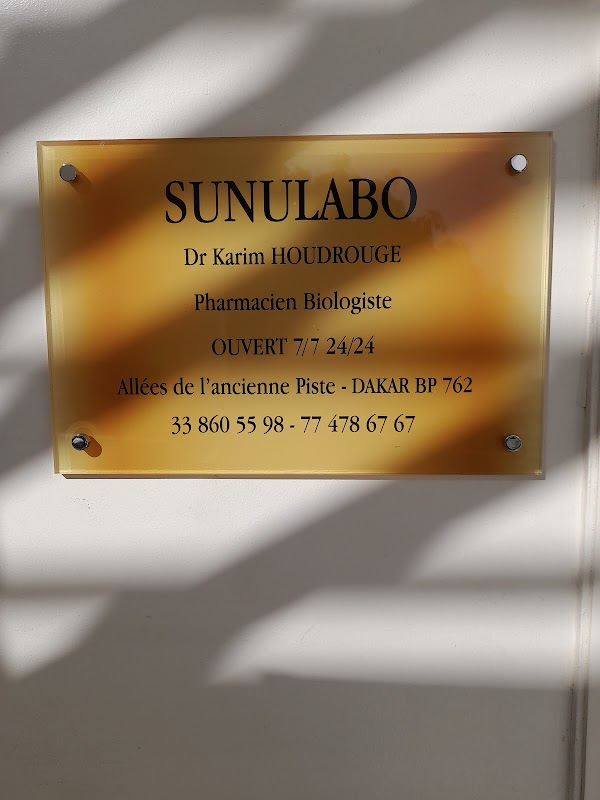 SUNULABO
Dr Karim HOUDROUGE
Pharmacien Biologiste
OUVERT 7/7 24/24
Allées de l'ancienne Piste - DAKAR BP 762
33 860 55 98 - 77 478 67 67